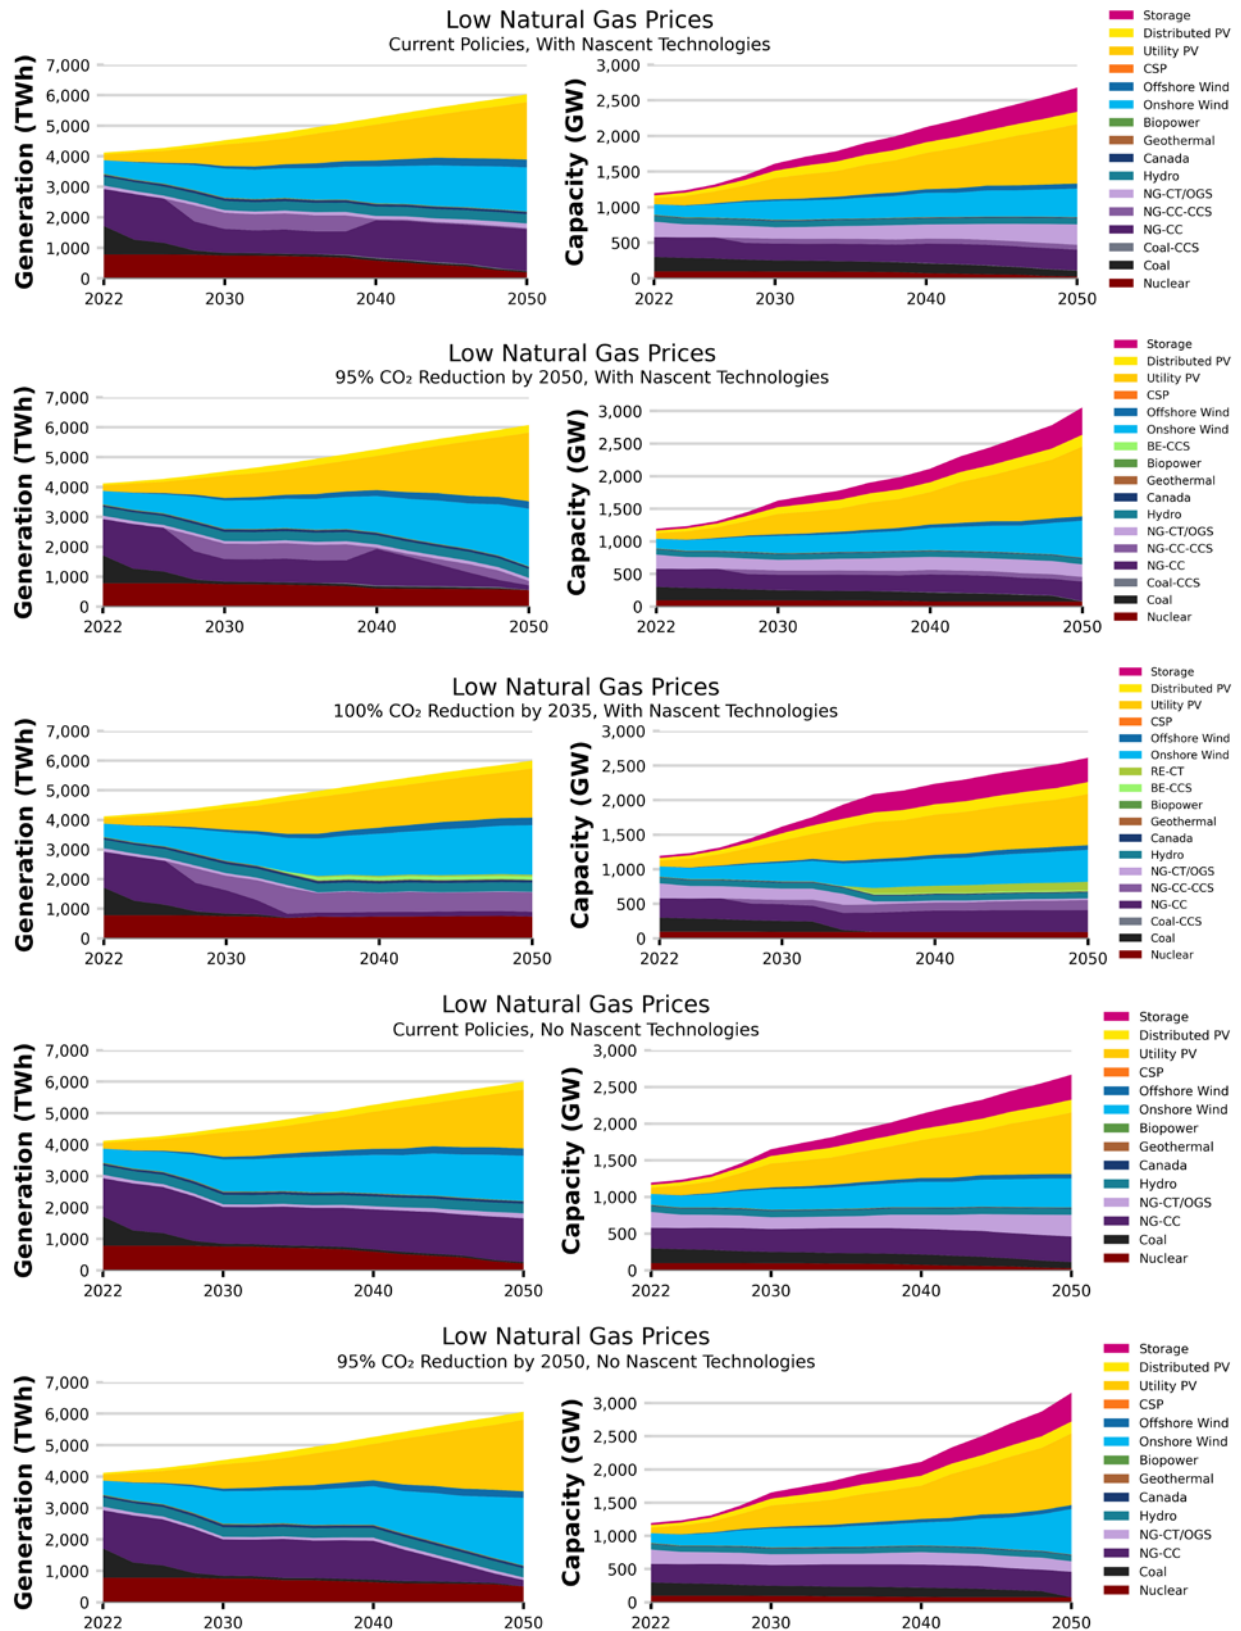 Low Natural Gas Prices
Current Policies, With Nascent Technologies
Generation (TWh)
7,000
6,000
5,000
4,000
3,000
2,000
1,000
0
2022
2030
2040
2050
Capacity (GW)
3,000
2,500
2,000
1,500
1,000
500
0
2022
2030
2040
2050
Storage
Distributed PV
Utility PV
CSP
Offshore Wind
Onshore Wind
Biopower
Geothermal
Canada
Hydro
NG-CT/OGS
NG-CC-CCS
NG-CC
Coal-CCS
Coal
Nuclear
Low Natural Gas Prices
95% CO₂ Reduction by 2050, With Nascent Technologies
Generation (TWh)
7,000
6,000
5,000
4,000
3,000
2,000
1,000
0
2022
2030
2040
2050
Capacity (GW)
3,000
2,500
2,000
1,500
1,000
500
0
2022
2030
2040
2050
Storage
Distributed PV
Utility PV
CSP
Offshore Wind
Onshore Wind
BE-CCS
Biopower
Geothermal
Canada
Hydro
NG-CT/OGS
NG-CC-CCS
NG-CC
Coal-CCS
Coal
Nuclear
Low Natural Gas Prices
100% CO₂ Reduction by 2035, With Nascent Technologies
Generation (TWh)
7,000
6,000
5,000
4,000
3,000
2,000
1,000
0
2022
2030
2040
2050
Capacity (GW)
3,000
2,500
2,000
1,500
1,000
500
0
2022
2030
2040
2050
Storage
Distributed PV
Utility PV
CSP
Offshore Wind
Onshore Wind
RE-CT
BE-CCS
Biopower
Geothermal
Canada
Hydro
NG-CT/OGS
NG-CC-CCS
NG-CC
Coal-CCS
Coal
Nuclear
Low Natural Gas Prices
Current Policies, No Nascent Technologies
Generation (TWh)
7,000
6,000
5,000
4,000
3,000
2,000
1,000
0
2022
2030
2040
2050
Capacity (GW)
3,000
2,500
2,000
1,500
1,000
500
0
2022
2030
2040
2050
Storage
Distributed PV
Utility PV
CSP
Offshore Wind
Onshore Wind
Biopower
Geothermal
Canada
Hydro
NG-CT/OGS
NG-CC
Coal
Nuclear
Low Natural Gas Prices
95% CO₂ Reduction by 2050, No Nascent Technologies
Generation (TWh)
7,000
6,000
5,000
4,000
3,000
2,000
1,000
0
2022
2030
2040
2050
Capacity (GW)
3,000
2,500
2,000
1,500
1,000
500
0
2022
2030
2040
2050
Storage
Distributed PV
Utility PV
CSP
Offshore Wind
Onshore Wind
Biopower
Geothermal
Canada
Hydro
NG-CT/OGS
NG-CC
Coal
Nuclear